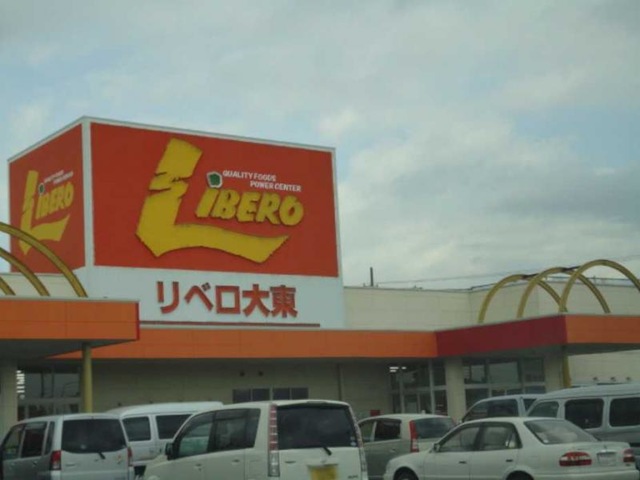 QUALITY FOODS
POWER CENTER
LIBERO
リベロ大東
LIBERO